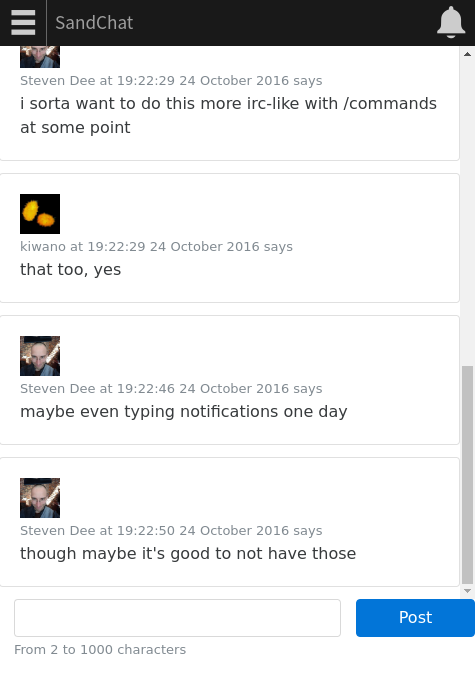 SandChat
Steven Dee at 19:22:29 24 October 2016 says
i sorta want to do this more irc-like with /commands
at some point
kiwano at 19:22:29 24 October 2016 says
that too, yes
Steven Dee at 19:22:46 24 October 2016 says
maybe even typing notifications one day
Steven Dee at 19:22:50 24 October 2016 says
though maybe it's good to not have those
Post
From 2 to 1000 characters